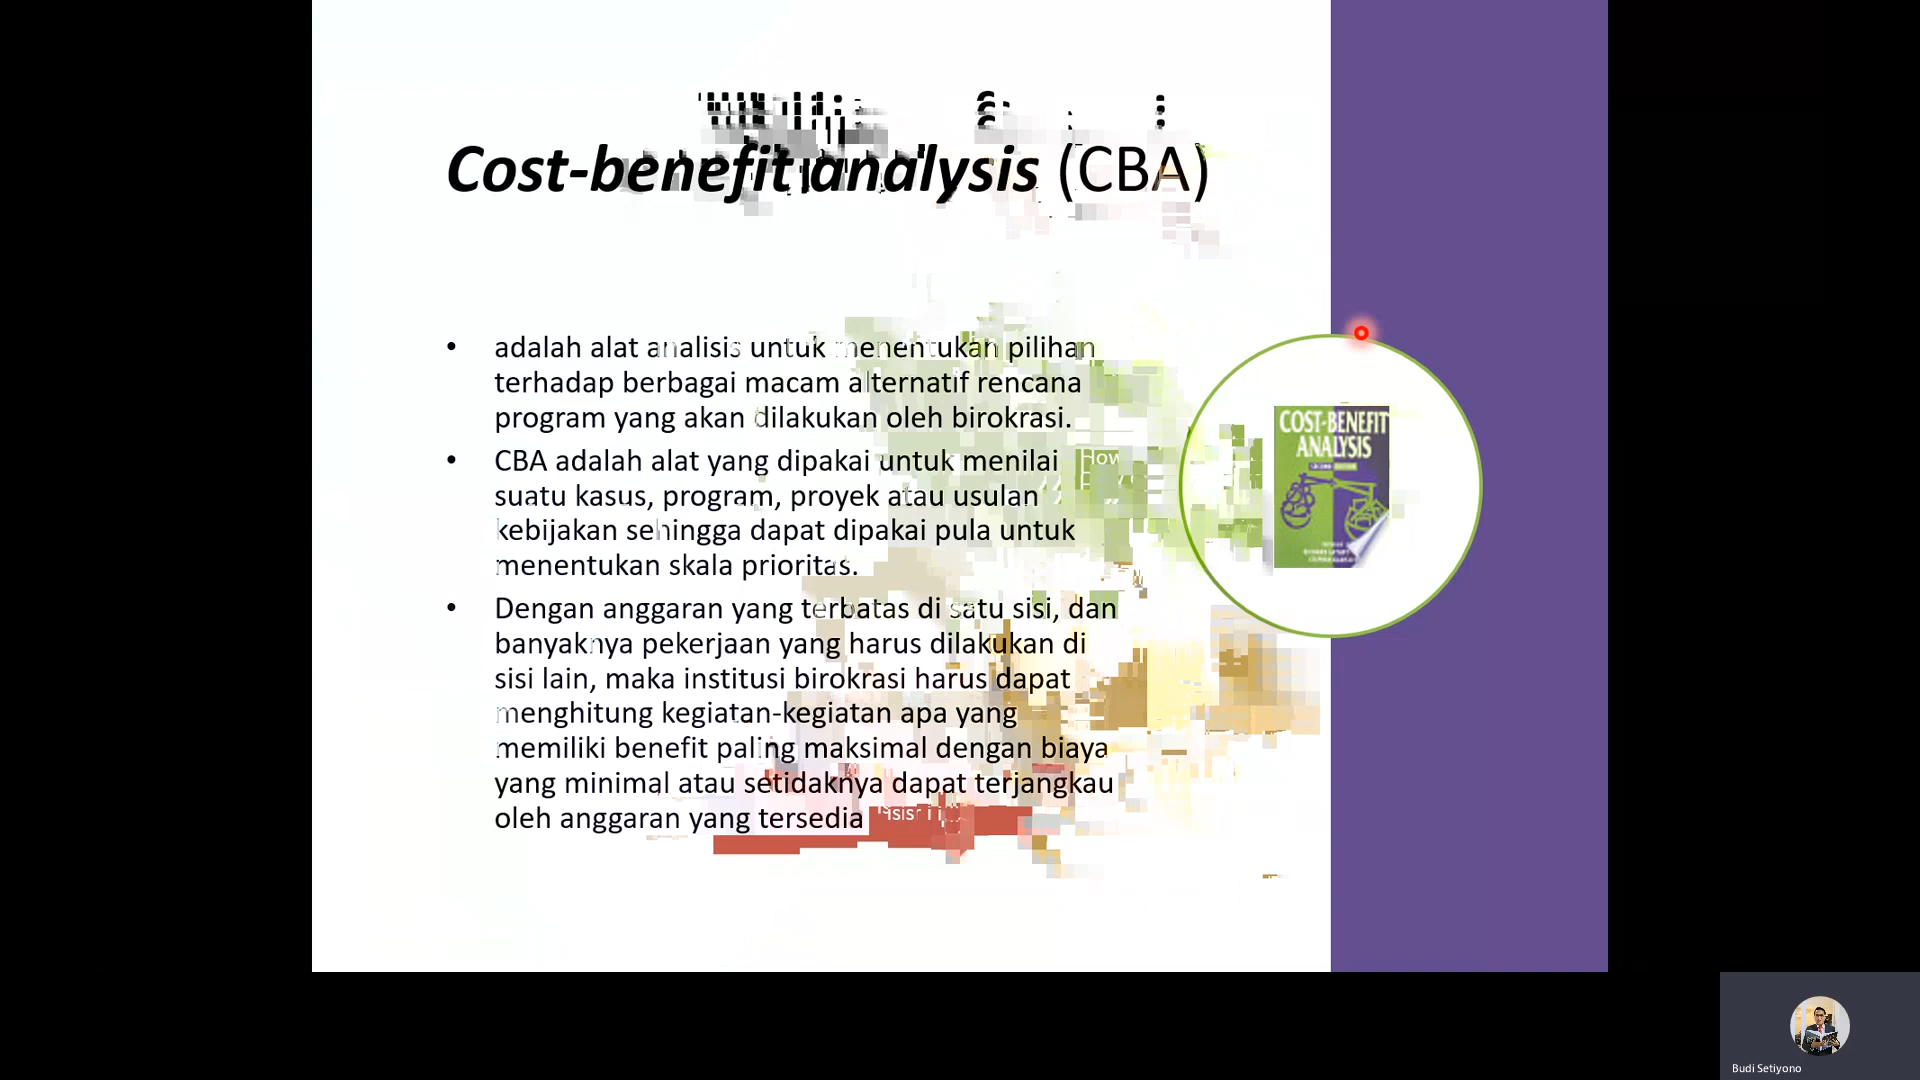 Cost-benefit analysis (CBA)
• adalah alat analisis untuk menentukan pilihan
terhadap berbagai macam alternatif rencana
program yang akan dilakukan oleh birokrasi.
• CBA adalah alat yang dipakai untuk menilai
suatu kasus, program, proyek atau usulan
kebijakan sehingga dapat dipakai pula untuk
menentukan skala prioritas.
• Dengan anggaran yang terbatas di satu sisi, dan
banyaknya pekerjaan yang harus dilakukan di
sisi lain, maka institusi birokrasi harus dapat
menghitung kegiatan-kegiatan apa yang
memiliki benefit paling maksimal dengan biaya
yang minimal atau setidaknya dapat terjangkau
oleh anggaran yang tersedia
COST-BENEFIT
ANALYSIS
Budi Setiyono